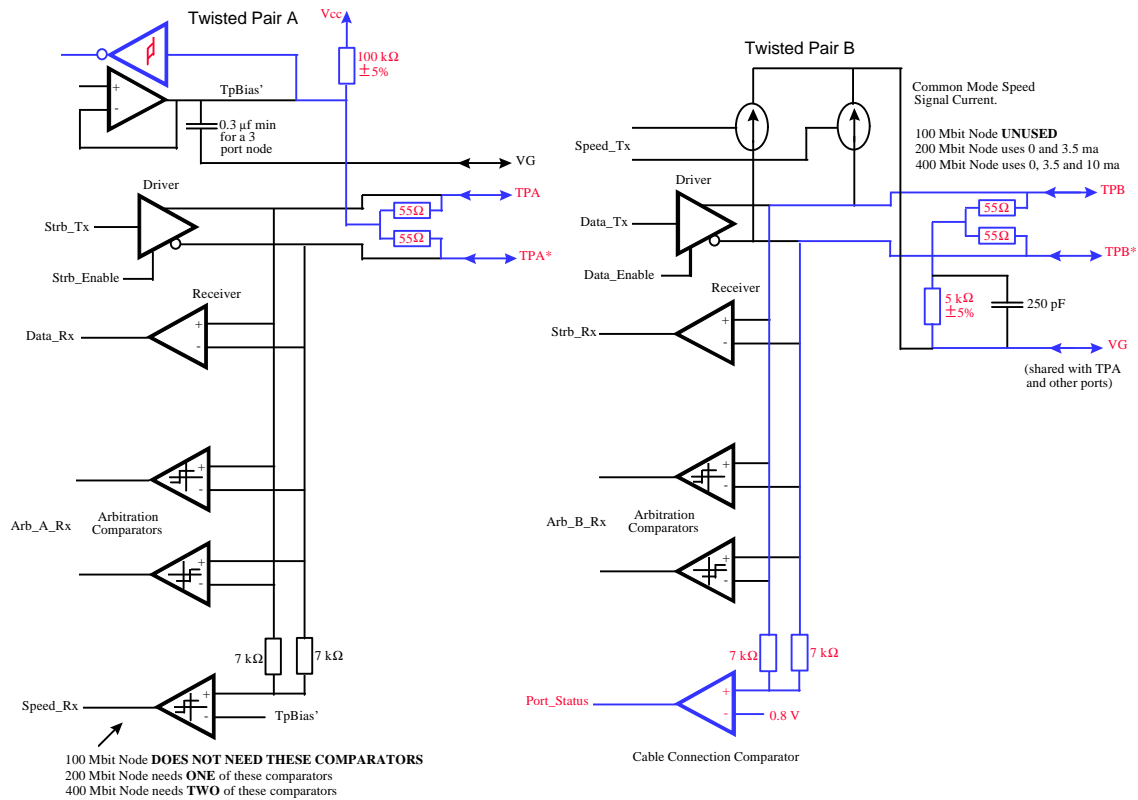 Twisted Pair A
Vcc
100 kΩ
±5%
+
-
TpBias'
0.3 µf min
for a 3
port node
VG
Driver
TPA
55Ω
Strb_Tx
55Ω
TPA*
Strb_Enable
Receiver
+
-
Data_Rx
+
-
Arb_A_Rx
Arbitration
Comparators
+
-
7 kΩ
7 kΩ
+
-
Speed_Rx
TpBias'
100 Mbit Node DOES NOT NEED THESE COMPARATORS
200 Mbit Node needs ONE of these comparators
400 Mbit Node needs TWO of these comparators
Twisted Pair B
Common Mode Speed
Signal Current.
100 Mbit Node UNUSED
200 Mbit Node uses 0 and 3.5 ma
400 Mbit Node uses 0, 3.5 and 10 ma
Speed_Tx
Driver
TPB
55Ω
Data_Tx
55Ω
TPB*
Data_Enable
Receiver
5 kΩ
±5%
250 pF
+
-
Strb_Rx
VG
(shared with TPA
and other ports)
+
-
Arb_B_Rx
Arbitration
Comparators
+
-
7 kΩ
7 kΩ
+
-
Port_Status
0.8 V
Cable Connection Comparator